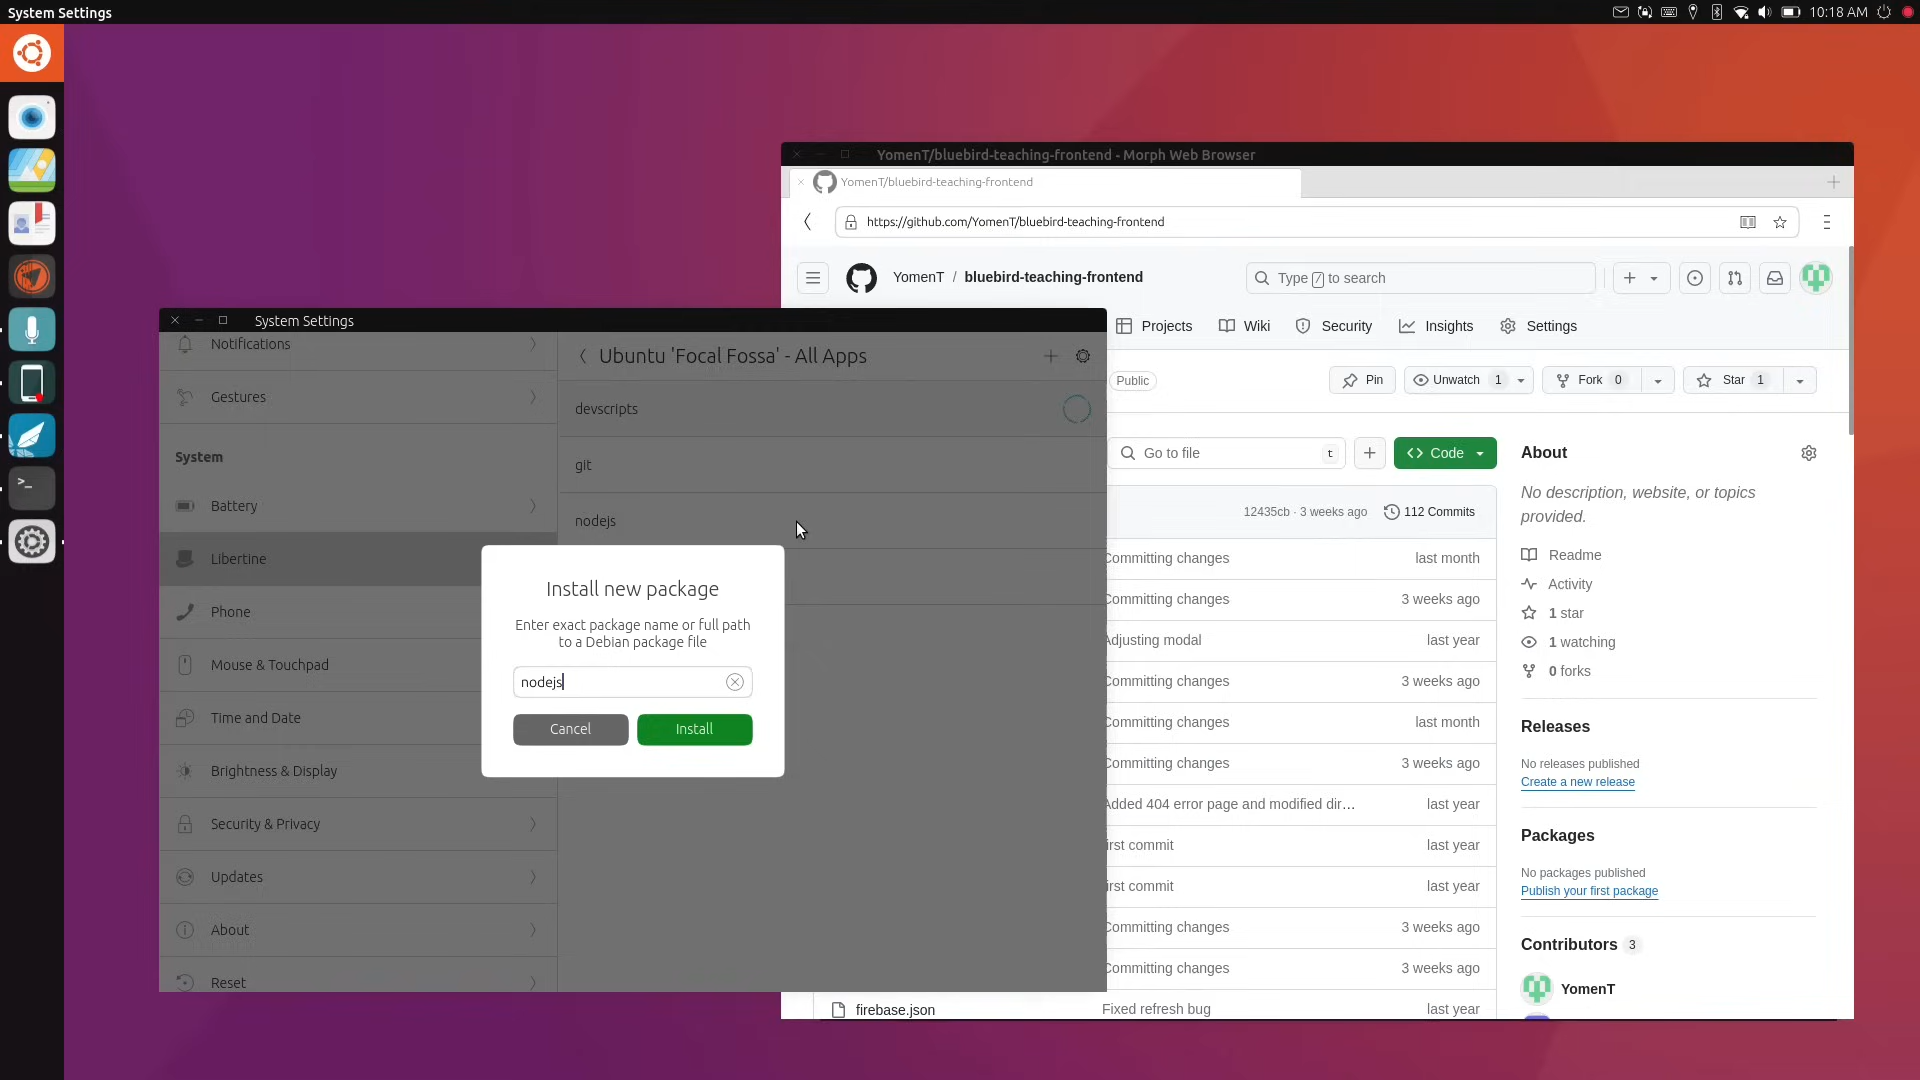 System Settings
10:18 AM
YomenT/bluebird-teaching-frontend - Morph Web Browser
YomenT/bluebird-teaching-frontend
https://github.com/YomenT/bluebird-teaching-frontend
YomenT / bluebird-teaching-frontend
Type / to search
Projects
Wiki
Security
Insights
Settings
Public
Pin
Unwatch 1
Fork 0
Star 1
Go to file
t
Code
12435cb · 3 weeks ago
112 Commits
Committing changes last month
Committing changes 3 weeks ago
Adjusting modal last year
Committing changes 3 weeks ago
Committing changes last month
Committing changes 3 weeks ago
Added 404 error page and modified dir... last year
irst commit last year
irst commit last year
Committing changes 3 weeks ago
Committing changes 3 weeks ago
firebase.json Fixed refresh bug last year
About
No description, website, or topics
provided.
Readme
Activity
1 star
1 watching
0 forks
Releases
No releases published
Create a new release
Packages
No packages published
Publish your first package
Contributors 3
YomenT
System Settings
Notifications
Gestures
System
Battery
Libertine
Phone
Mouse & Touchpad
Time and Date
Brightness & Display
Security & Privacy
Updates
About
Reset
Ubuntu 'Focal Fossa' - All Apps
devscripts
git
nodejs
Install new package
Enter exact package name or full path
to a Debian package file
nodejs
Cancel
Install